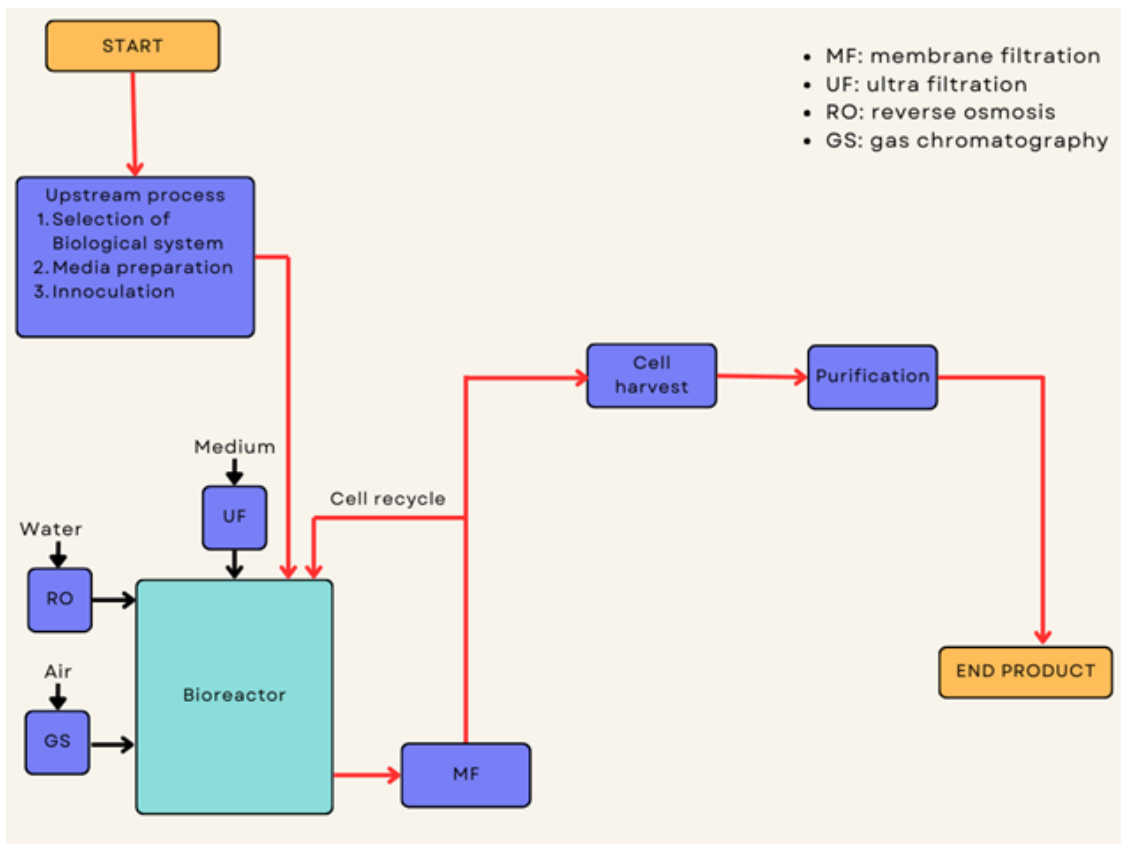 START
• MF: membrane filtration
• UF: ultra filtration
• RO: reverse osmosis
• GS: gas chromatography
Upstream process
1. Selection of
Biological system
2. Media preparation
3. Innoculation
Cell
harvest
Purification
Medium
UF
Cell recycle
Water
RO
Air
GS
Bioreactor
MF
END PRODUCT